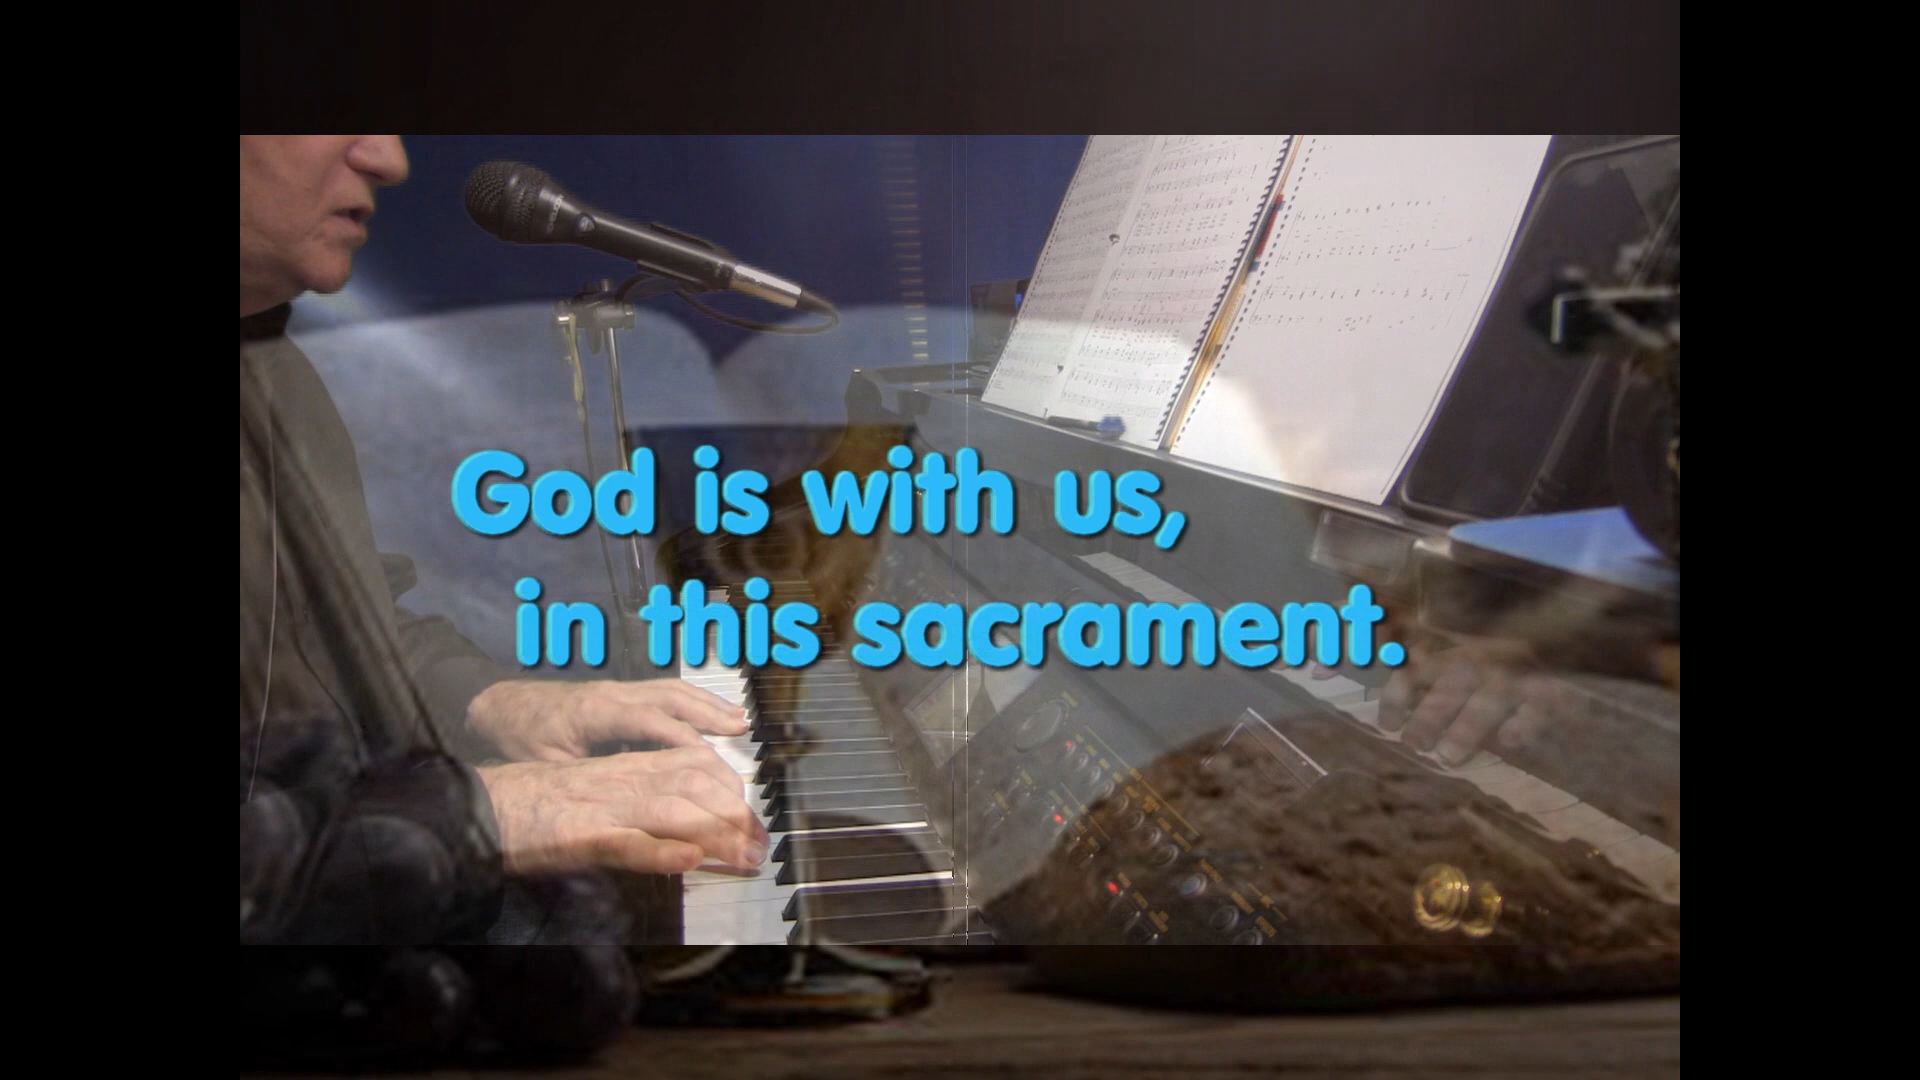 God is with us,
in this sacrament.